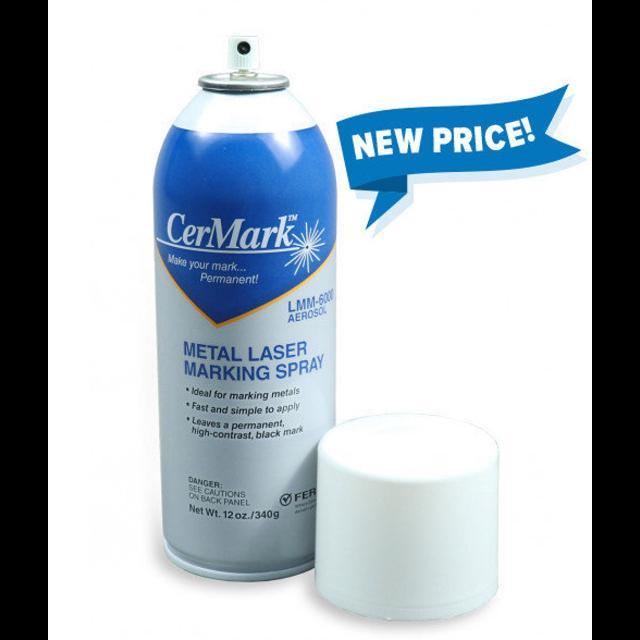 NEW PRICE!
CerMark™
Make your mark...
Permanent!
LMM-6000
AEROSOL
METAL LASER
MARKING SPRAY
• Ideal for marking metals
• Fast and simple to apply
• Leaves a permanent,
high-contrast, black mark
DANGER:
SEE CAUTIONS
ON BACK PANEL
Net Wt. 12 oz./340g